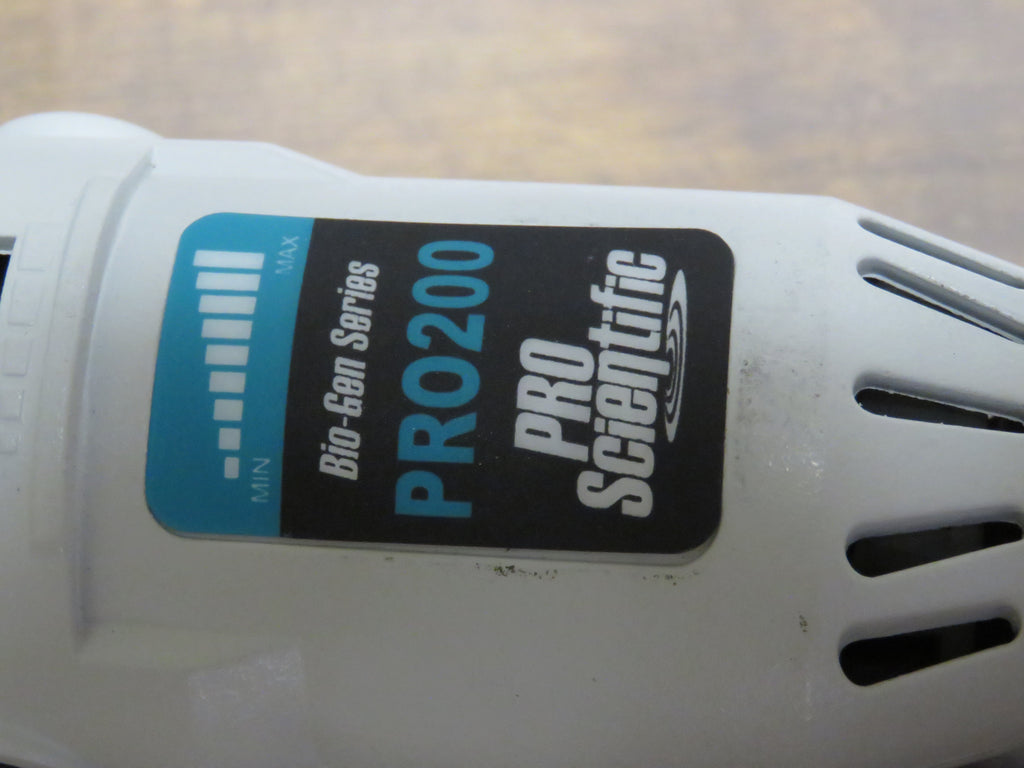 MIN MAX
Bio-Gen Series
PRO200
PRO
Scientific